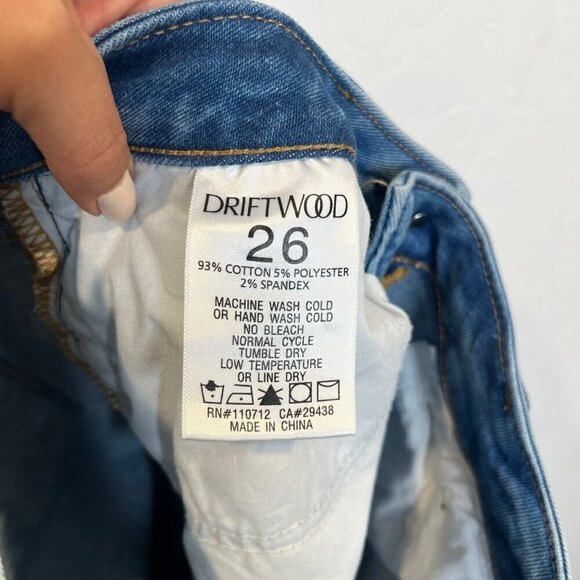 DRIFTWOOD
26
93% COTTON 5% POLYESTER
2% SPANDEX
MACHINE WASH COLD
OR HAND WASH COLD
NO BLEACH
NORMAL CYCLE
TUMBLE DRY
LOW TEMPERATURE
OR LINE DRY
RN#110712 CA#29438
MADE IN CHINA